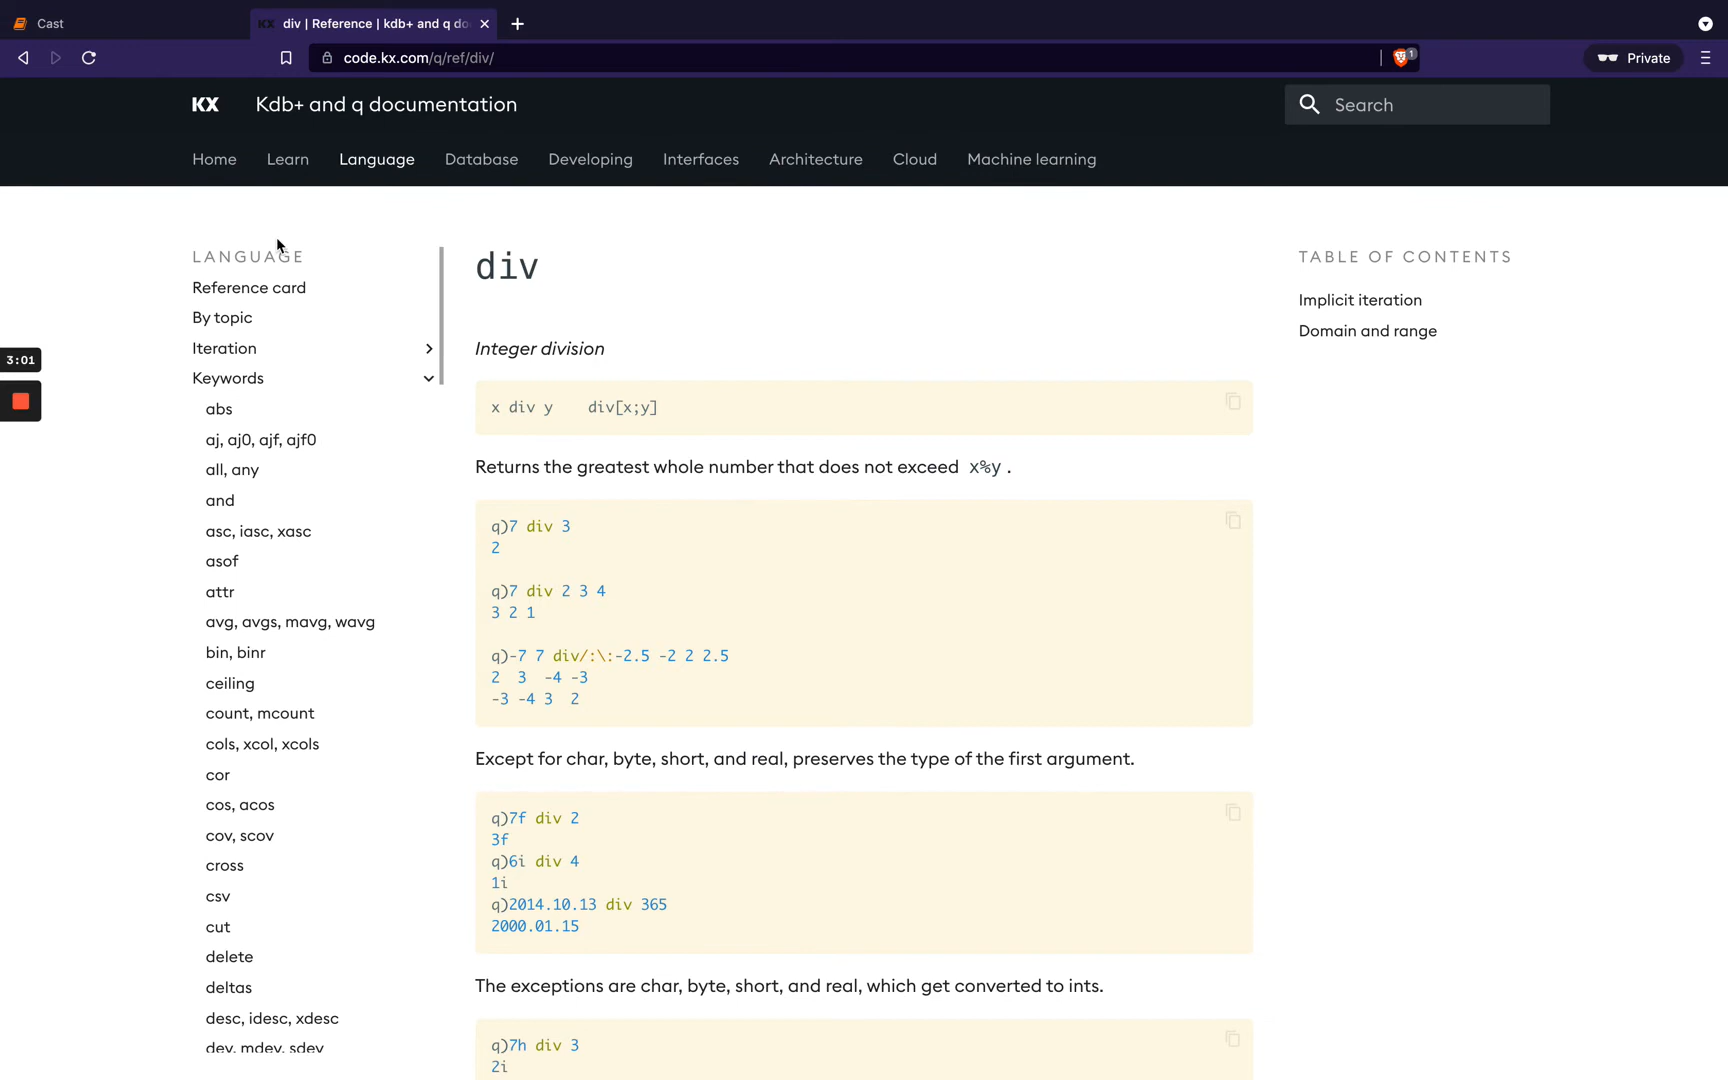 Cast
div | Reference | kdb+ and q do
code.kx.com/q/ref/div/
1
Private
KX
Kdb+ and q documentation
Search
Home Learn Language Database Developing Interfaces Architecture Cloud Machine learning
LANGUAGE
Reference card
By topic
Iteration
Keywords
abs
aj, aj0, ajf, ajf0
all, any
and
asc, iasc, xasc
asof
attr
avg, avgs, mavg, wavg
bin, binr
ceiling
count, mcount
cols, xcol, xcols
cor
cos, acos
cov, scov
cross
csv
cut
delete
deltas
desc, idesc, xdesc
dev, mdev, sdev
3:01
div
Integer division
x div y    div[x;y]
Returns the greatest whole number that does not exceed x%y .
q)7 div 3
2
q)7 div 2 3 4
3 2 1
q)-7 7 div/:\:-2.5 -2 2 2.5
2  3  -4 -3
-3 -4 3  2
Except for char, byte, short, and real, preserves the type of the first argument.
q)7f div 2
3f
q)6i div 4
1i
q)2014.10.13 div 365
2000.01.15
The exceptions are char, byte, short, and real, which get converted to ints.
q)7h div 3
2i
TABLE OF CONTENTS
Implicit iteration
Domain and range